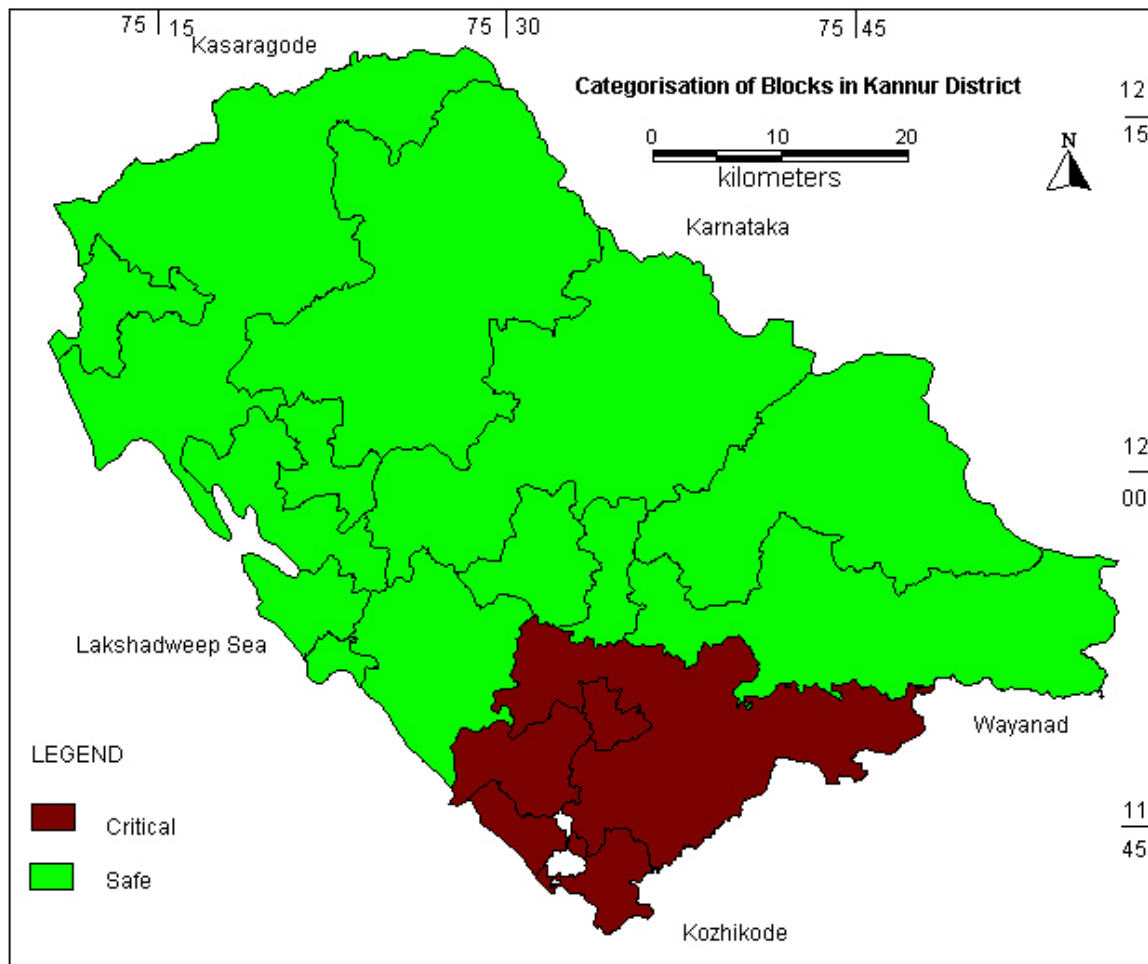 75 15
75 30
75 45
Kasaragode
Categorisation of Blocks in Kannur District
12
15
0 10 20
kilometers
N
Karnataka
12
00
Lakshadweep Sea
Wayanad
LEGEND
Critical
11
45
Safe
Kozhikode